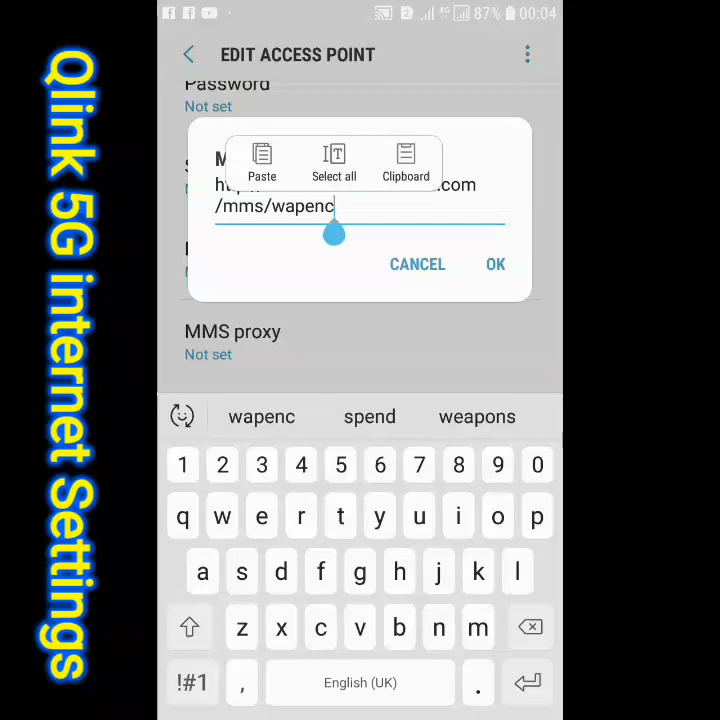 Qlink 5G internet Settings
2 4G 87% 00:04
EDIT ACCESS POINT
Password
Not set
Paste
Select all
Clipboard
.com
/mms/wapenc
CANCEL
OK
MMS proxy
Not set
wapenc
spend
weapons
1 2 3 4 5 6 7 8 9 0
q w e r t y u i o p
a s d f g h j k l
z x c v b n m
!#1 , English (UK) .